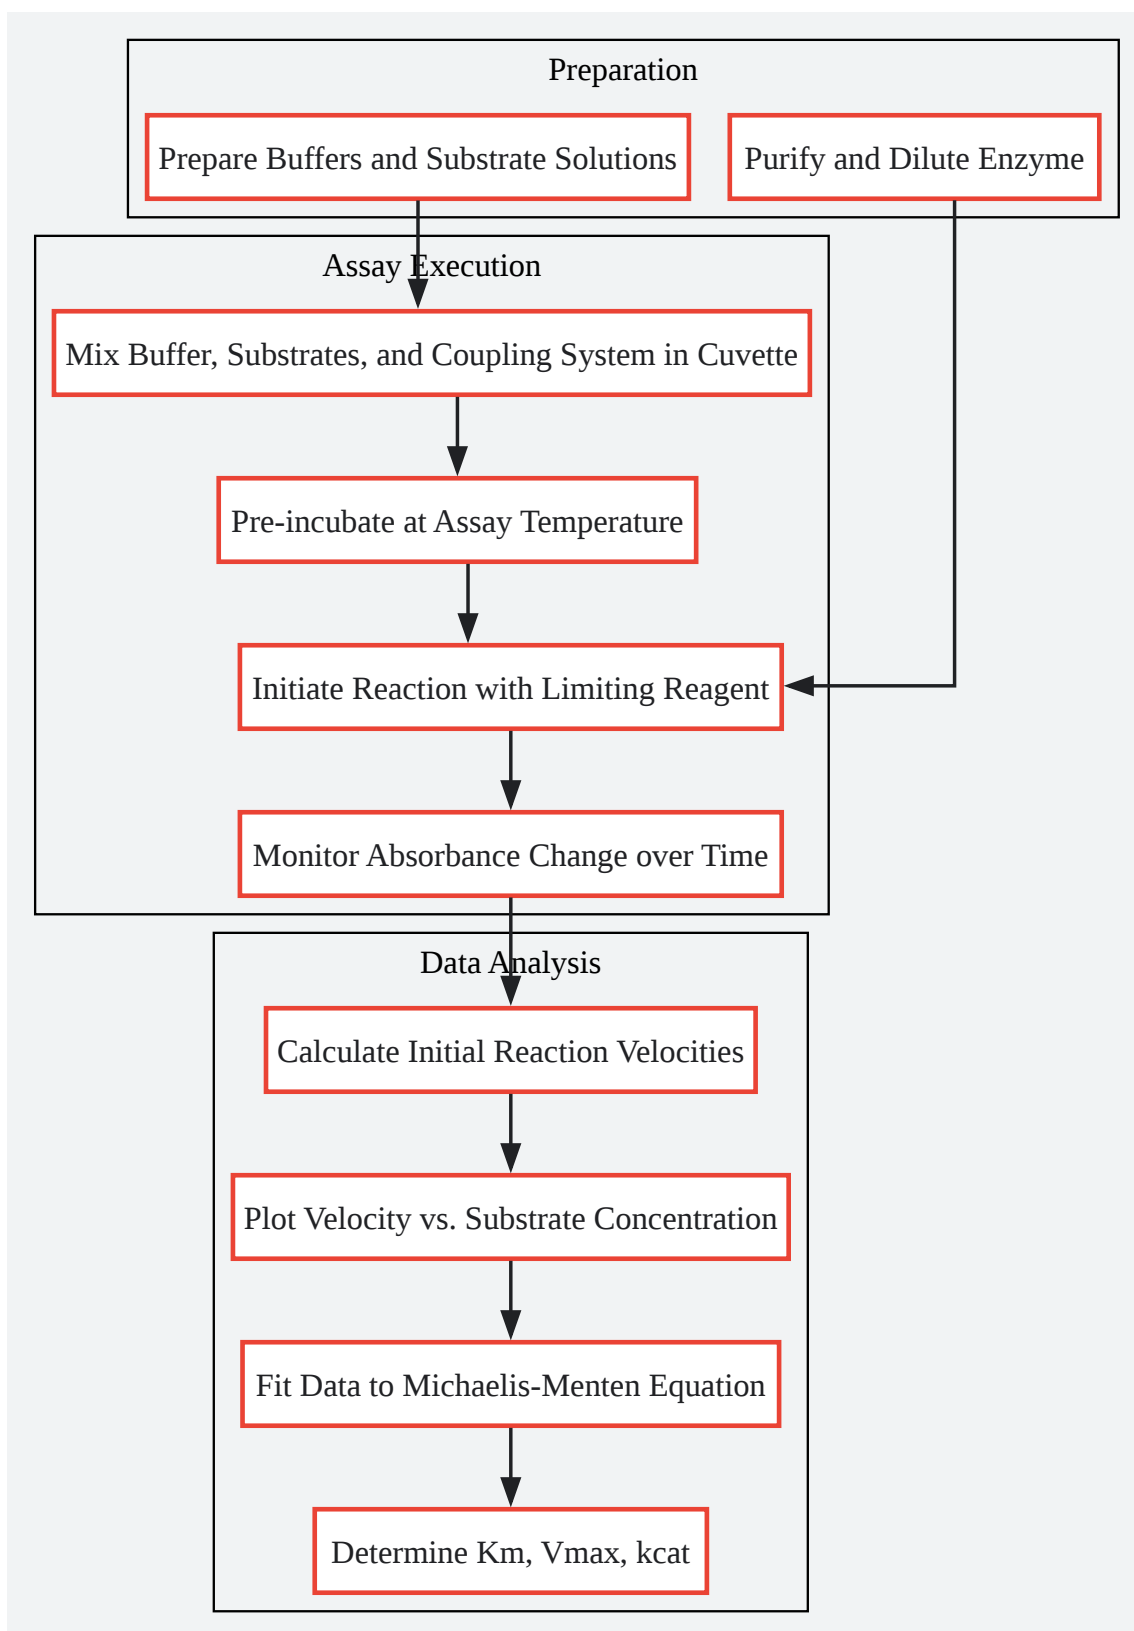 Preparation
Prepare Buffers and Substrate Solutions
Purify and Dilute Enzyme
Assay Execution
Mix Buffer, Substrates, and Coupling System in Cuvette
Pre-incubate at Assay Temperature
Initiate Reaction with Limiting Reagent
Monitor Absorbance Change over Time
Data Analysis
Calculate Initial Reaction Velocities
Plot Velocity vs. Substrate Concentration
Fit Data to Michaelis-Menten Equation
Determine Km, Vmax, kcat